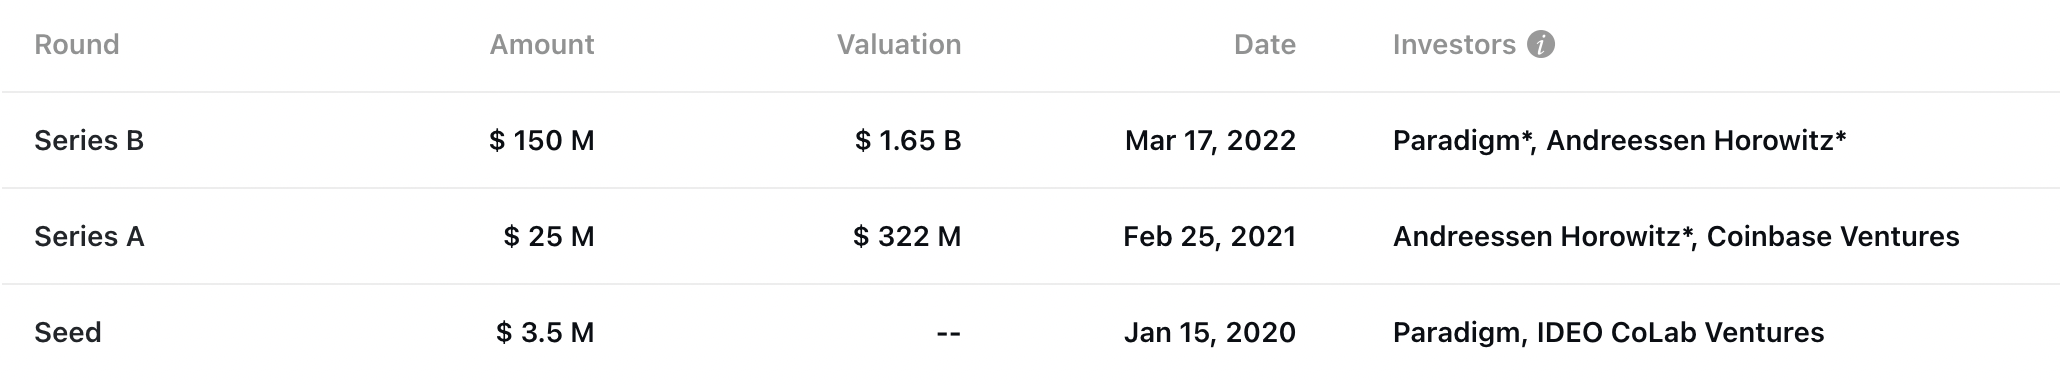 Round Amount Valuation Date Investors
Series B $ 150 M $ 1.65 B Mar 17, 2022 Paradigm*, Andreessen Horowitz*
Series A $ 25 M $ 322 M Feb 25, 2021 Andreessen Horowitz*, Coinbase Ventures
Seed $ 3.5 M -- Jan 15, 2020 Paradigm, IDEO CoLab Ventures